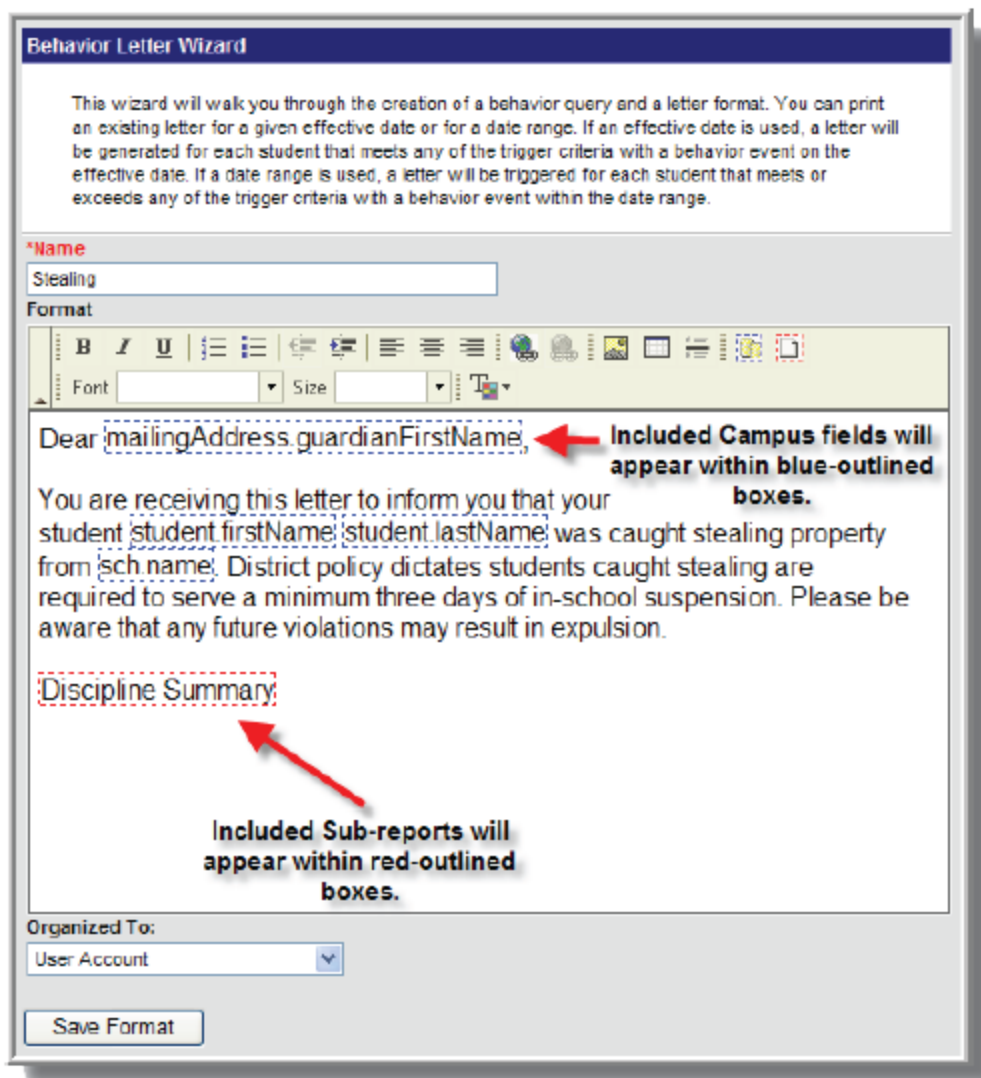 Behavior Letter Wizard
This wizard will walk you through the creation of a behavior query and a letter format. You can print
an existing letter for a given effective date or for a date range. If an effective date is used, a letter will
be generated for each student that meets any of the trigger criteria with a behavior event on the
effective date. If a date range is used, a letter will be triggered for each student that meets or
exceeds any of the trigger criteria with a behavior event within the date range.
*Name
Stealing
Format
B I U
Font Size T
Dear mailingAddress.guardianFirstName,
Included Campus fields will
appear within blue-outlined
boxes.
You are receiving this letter to inform you that your
student student.firstName student.lastName was caught stealing property
from sch.name. District policy dictates students caught stealing are
required to serve a minimum three days of in-school suspension. Please be
aware that any future violations may result in expulsion.
Discipline Summary
Included Sub-reports will
appear within red-outlined
boxes.
Organized To:
User Account
Save Format